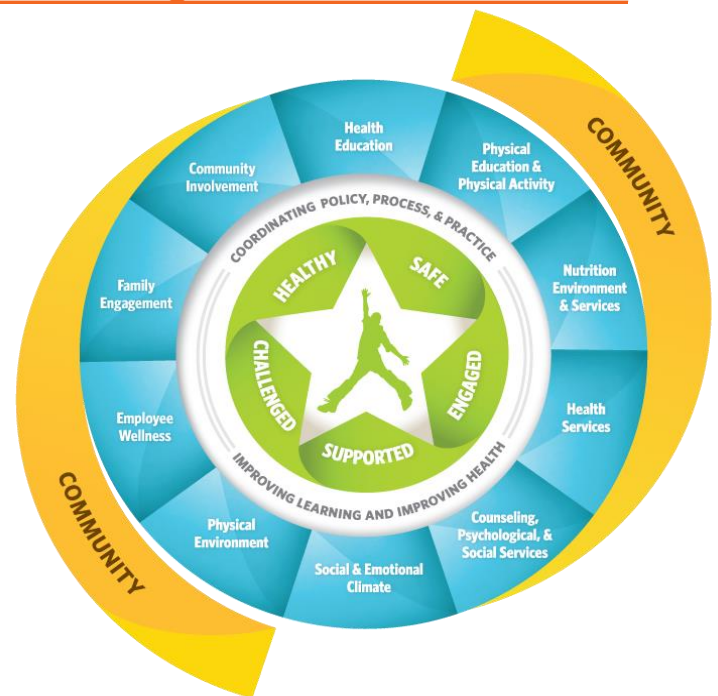 COMMUNITY
Health
Education
Physical
Education &
Physical Activity
Nutrition
Environment
& Services
Health
Services
Counseling,
Psychological, &
Social Services
Social & Emotional
Climate
Physical
Environment
Employee
Wellness
Family
Engagement
Community
Involvement
COORDINATING POLICY, PROCESS, & PRACTICE
IMPROVING LEARNING AND IMPROVING HEALTH
HEALTHY
SAFE
ENGAGED
SUPPORTED
CHALLENGED
COMMUNITY